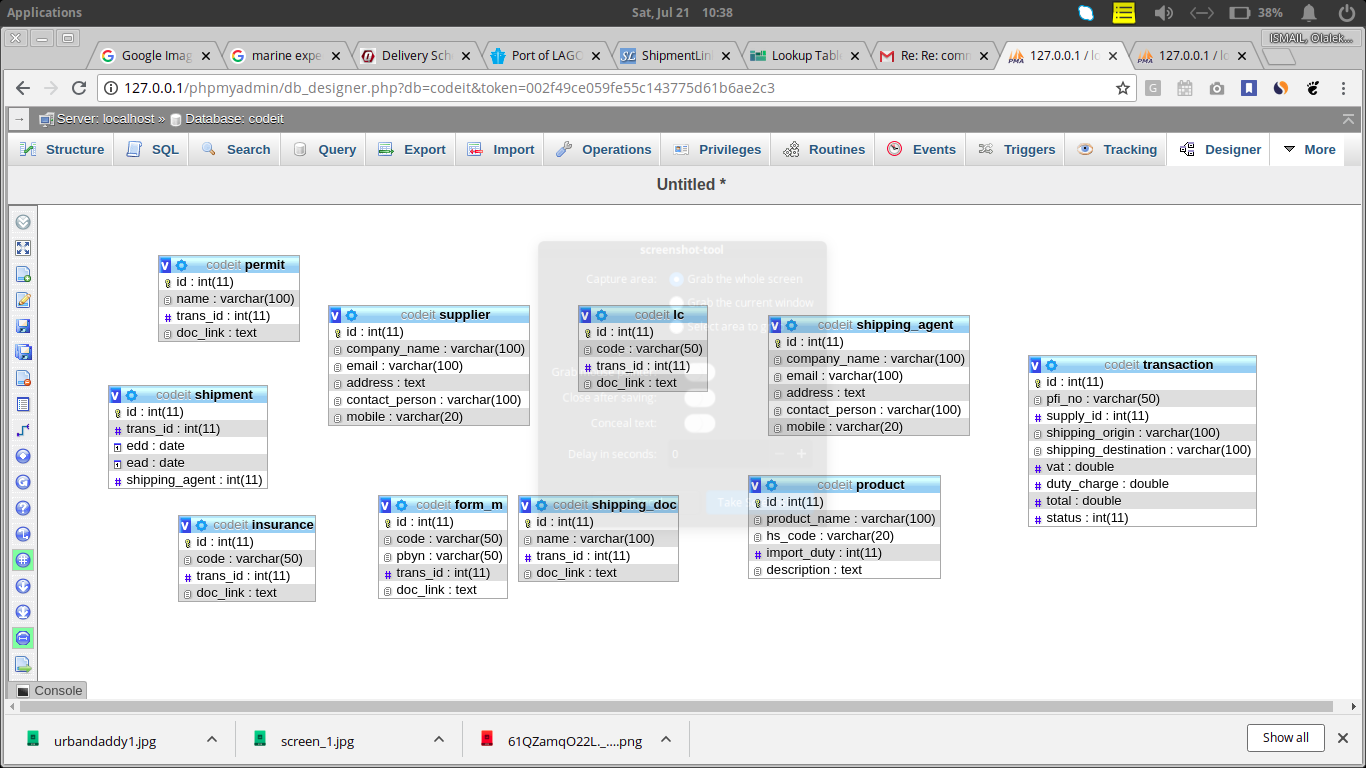 Applications
Sat, Jul 21 10:38
38%
ISMAIL, Olalek...
Google Imag
marine expe
Delivery Sch
Port of LAGO
ShipmentLin
Lookup Table
Re: Re: comm
127.0.0.1 / lo
127.0.0.1 / lo
127.0.0.1/phpmyadmin/db_designer.php?db=codeit&token=002f49ce059fe55c143775d61b6ae2c3
Server: localhost » Database: codeit
Structure
SQL
Search
Query
Export
Import
Operations
Privileges
Routines
Events
Triggers
Tracking
Designer
More
Untitled *
codeit permit
id : int(11)
name : varchar(100)
trans_id : int(11)
doc_link : text
codeit supplier
id : int(11)
company_name : varchar(100)
email : varchar(100)
address : text
contact_person : varchar(100)
mobile : varchar(20)
screenshot-tool
Capture area:
Grab the whole screen
Grab the current window
Select area to g
Grab
Close after saving:
Conceal text:
Delay in seconds:
0
Take
codeit lc
id : int(11)
code : varchar(50)
trans_id : int(11)
doc_link : text
codeit shipping_agent
id : int(11)
company_name : varchar(100)
email : varchar(100)
address : text
contact_person : varchar(100)
mobile : varchar(20)
codeit transaction
id : int(11)
pfi_no : varchar(50)
supply_id : int(11)
shipping_origin : varchar(100)
shipping_destination : varchar(100)
vat : double
duty_charge : double
total : double
status : int(11)
codeit shipment
id : int(11)
trans_id : int(11)
edd : date
ead : date
shipping_agent : int(11)
codeit insurance
id : int(11)
code : varchar(50)
trans_id : int(11)
doc_link : text
codeit form_m
id : int(11)
code : varchar(50)
pbyn : varchar(50)
trans_id : int(11)
doc_link : text
codeit shipping_doc
id : int(11)
name : varchar(100)
trans_id : int(11)
doc_link : text
codeit product
id : int(11)
product_name : varchar(100)
hs_code : varchar(20)
import_duty : int(11)
description : text
Console
urbandaddy1.jpg
screen_1.jpg
61QZamqO22L._....png
Show all